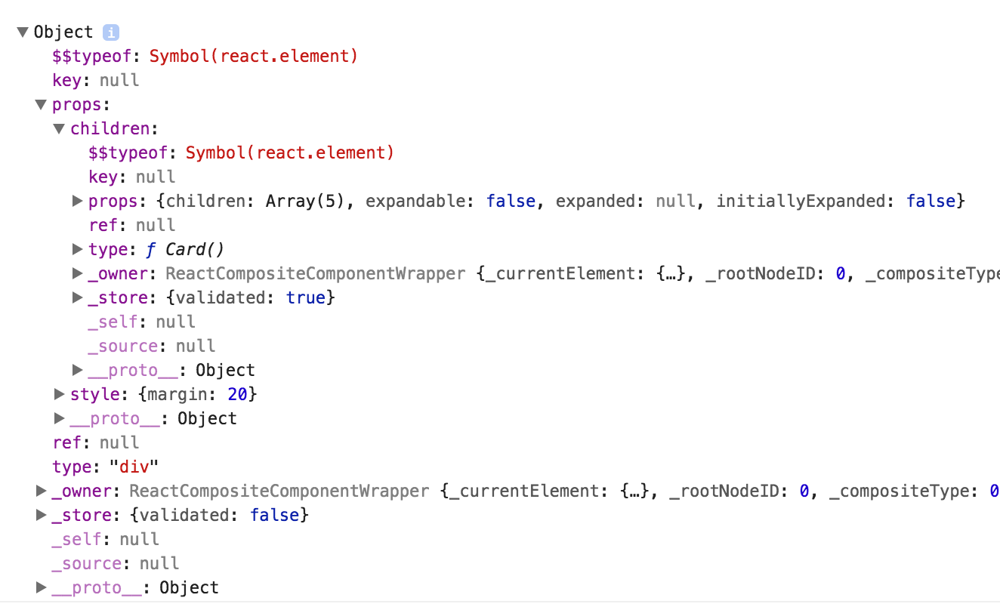 ▼Object i
$$typeof: Symbol(react.element)
key: null
▼props:
▼children:
$$typeof: Symbol(react.element)
key: null
▶props: {children: Array(5), expandable: false, expanded: null, initiallyExpanded: false}
ref: null
▶type: ƒ Card()
▶_owner: ReactCompositeComponentWrapper {_currentElement: {…}, _rootNodeID: 0, _compositeType
▶_store: {validated: true}
_self: null
_source: null
▶__proto__: Object
▶style: {margin: 20}
▶__proto__: Object
ref: null
type: "div"
▶_owner: ReactCompositeComponentWrapper {_currentElement: {…}, _rootNodeID: 0, _compositeType: 0
▶_store: {validated: false}
_self: null
_source: null
▶__proto__: Object